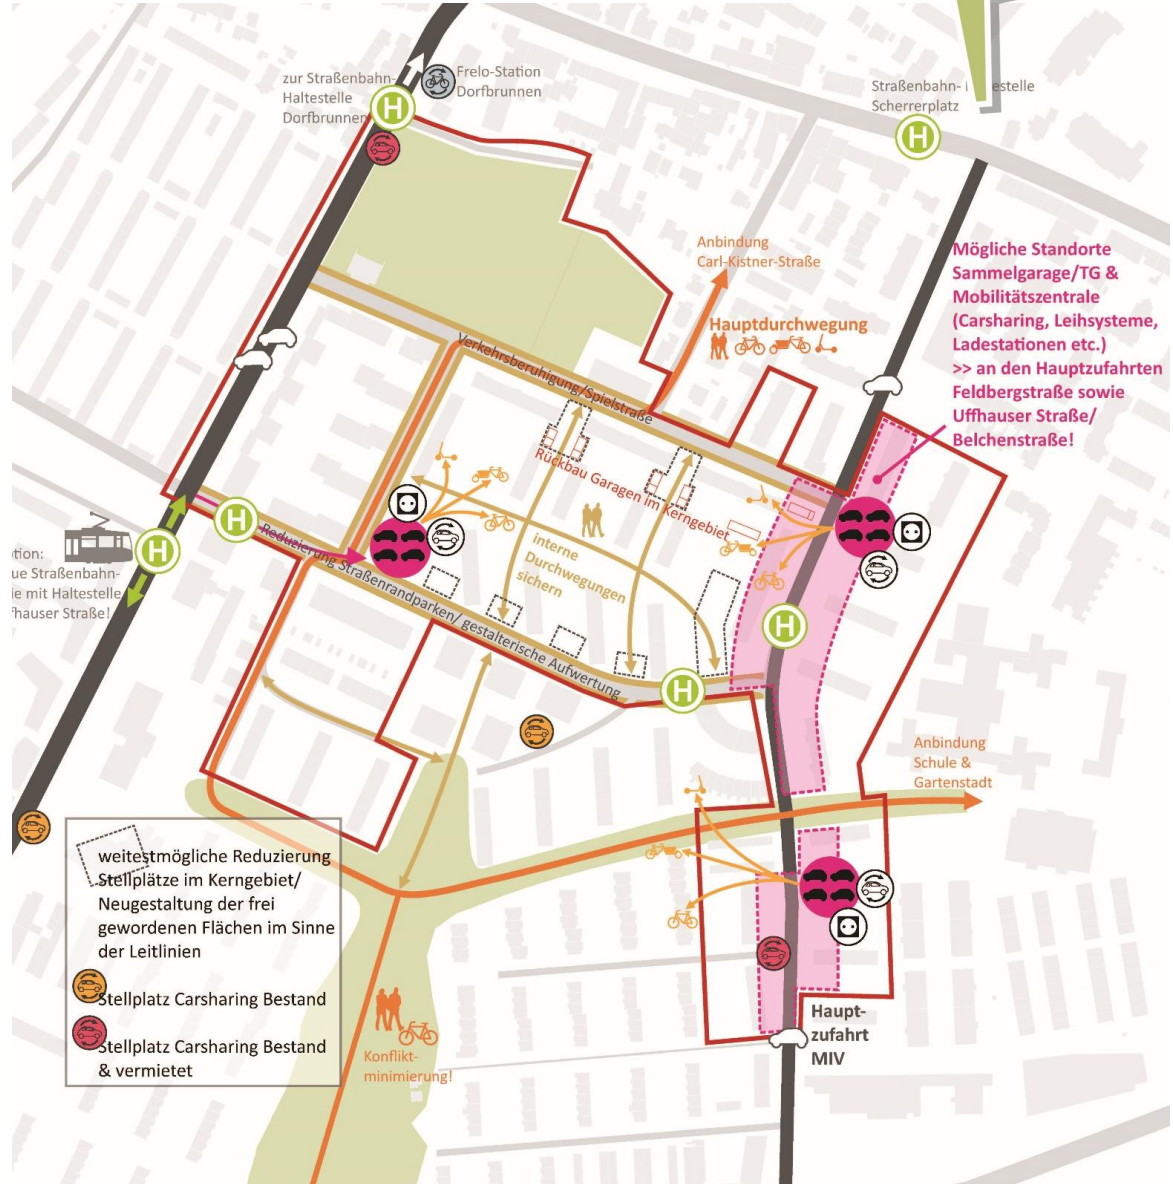 zur Straßenbahn-
Haltestelle
Dorfbrunnen
H
Frelo-Station
Dorfbrunnen
Straßenbahn-
Scherrerplatz
H
Anbindung
Carl-Kistner-Straße
Hauptdurchwegung
Mögliche Standorte
Sammelgarage/TG &
Mobilitätszentrale
(Carsharing, Leihsysteme,
Ladestationen etc.)
>> an den Hauptzufahrten
Feldbergstraße sowie
Uffhauser Straße/
Belchenstraße!
Verkehrsberuhigung/Spielstraße
Rückbau Garagen im Kerngebiet
interne
Durchwegungen
sichern
H
H
tion:
ue Straßenbahn-
ie mit Haltestelle
fhauser Straße!
Reduzierung Straßenrandparken/ gestalterische Aufwertung
H
H
Anbindung
Schule &
Gartenstadt
weitestmögliche Reduzierung
Stellplätze im Kerngebiet/
Neugestaltung der frei
gewordenen Flächen im Sinne
der Leitlinien
Stellplatz Carsharing Bestand
Stellplatz Carsharing Bestand
& vermietet
Konflikt-
minimierung!
Haupt-
zufahrt
MIV